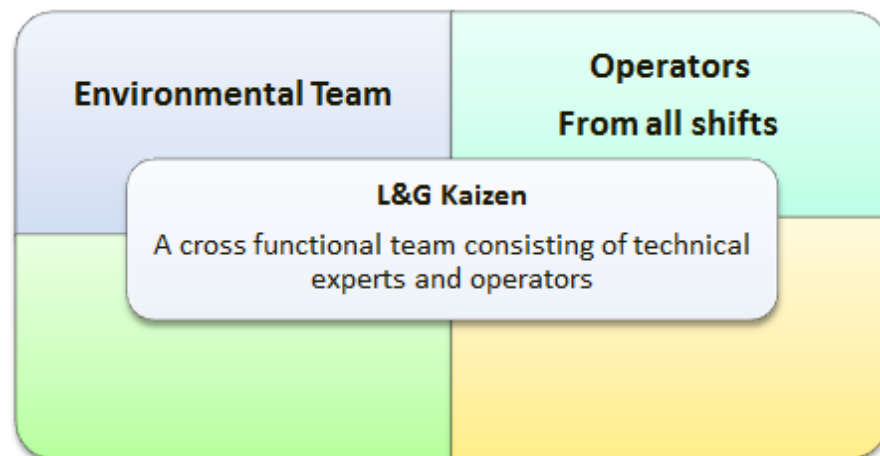 Environmental Team
Operators
From all shifts
L&G Kaizen
A cross functional team consisting of technical
experts and operators